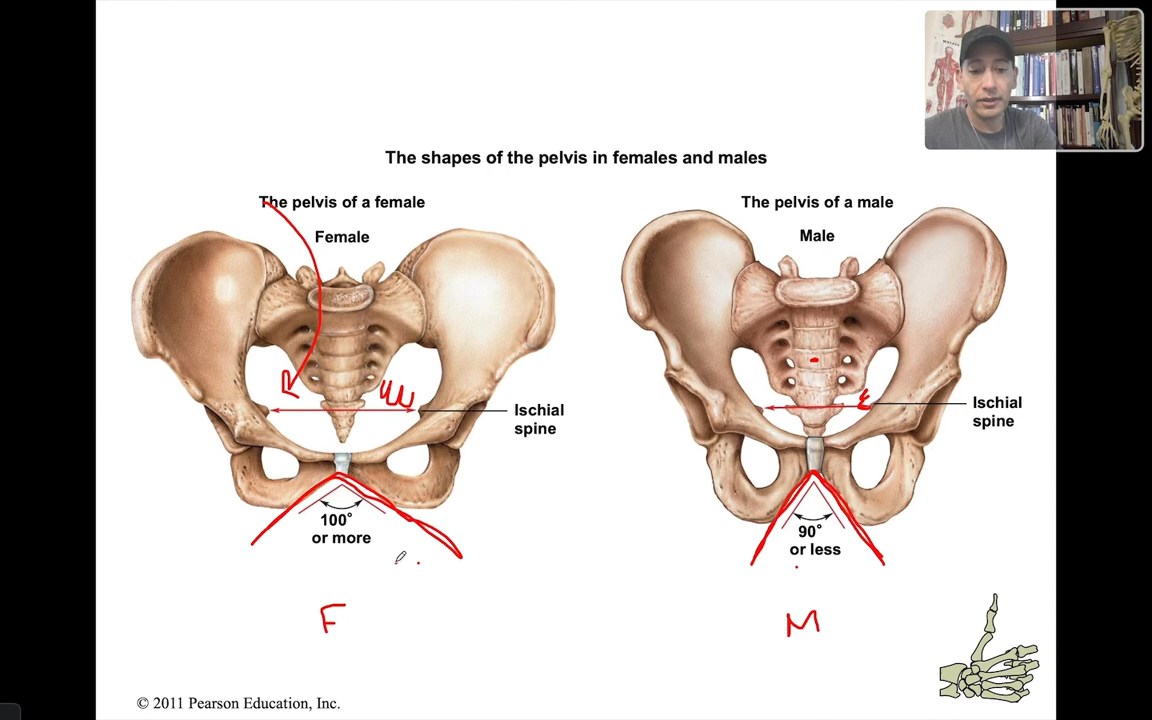 The shapes of the pelvis in females and males
The pelvis of a female
Female
Ischial
spine
100°
or more
F
The pelvis of a male
Male
Ischial
spine
90°
or less
M
© 2011 Pearson Education, Inc.